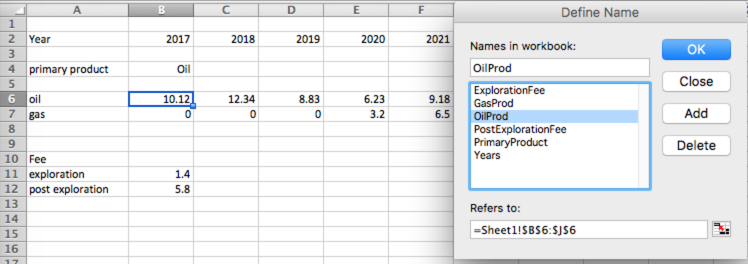 Define Name
A B C D E F
1
2 Year 2017 2018 2019 2020 2021
3
4 primary product Oil
5
6 oil 10.12 12.34 8.83 6.23 9.18
7 gas 0 0 0 3.2 6.5
8
9
10 Fee
11 exploration 1.4
12 post exploration 5.8
13
14
15
16
17
Names in workbook:
OilProd
ExplorationFee
GasProd
OilProd
PostExplorationFee
PrimaryProduct
Years
OK
Close
Add
Delete
Refers to:
=Sheet1!$B$6:$J$6